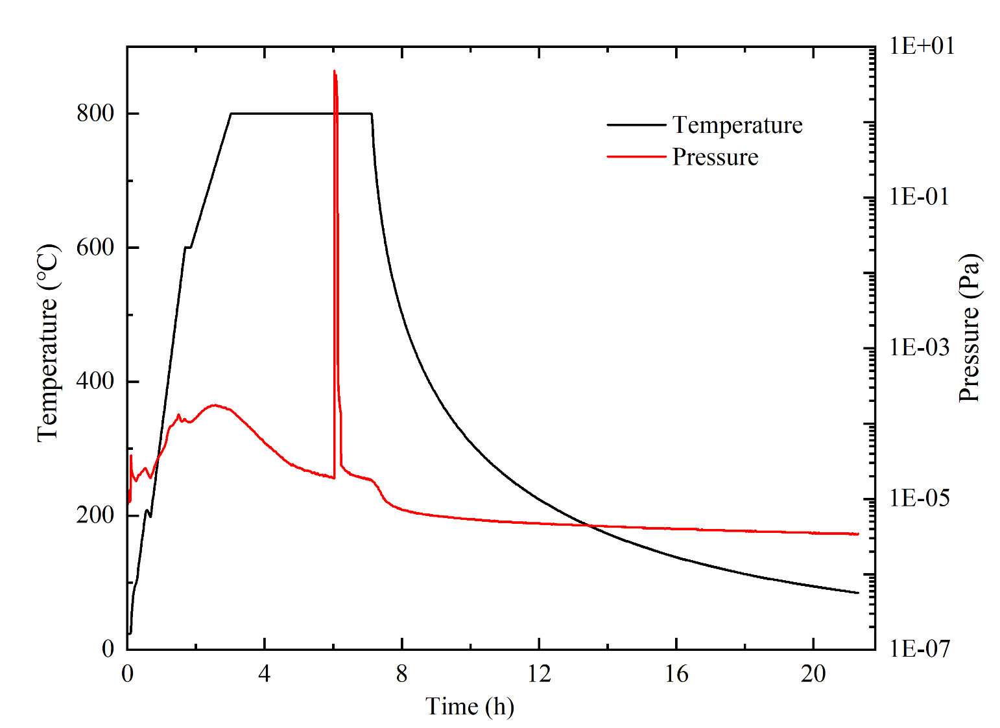 1E+01
800
Temperature
Pressure
1E-01
600
Temperature (°C)
Pressure (Pa)
1E-03
400
1E-05
200
0
1E-07
0 4 8 12 16 20
Time (h)